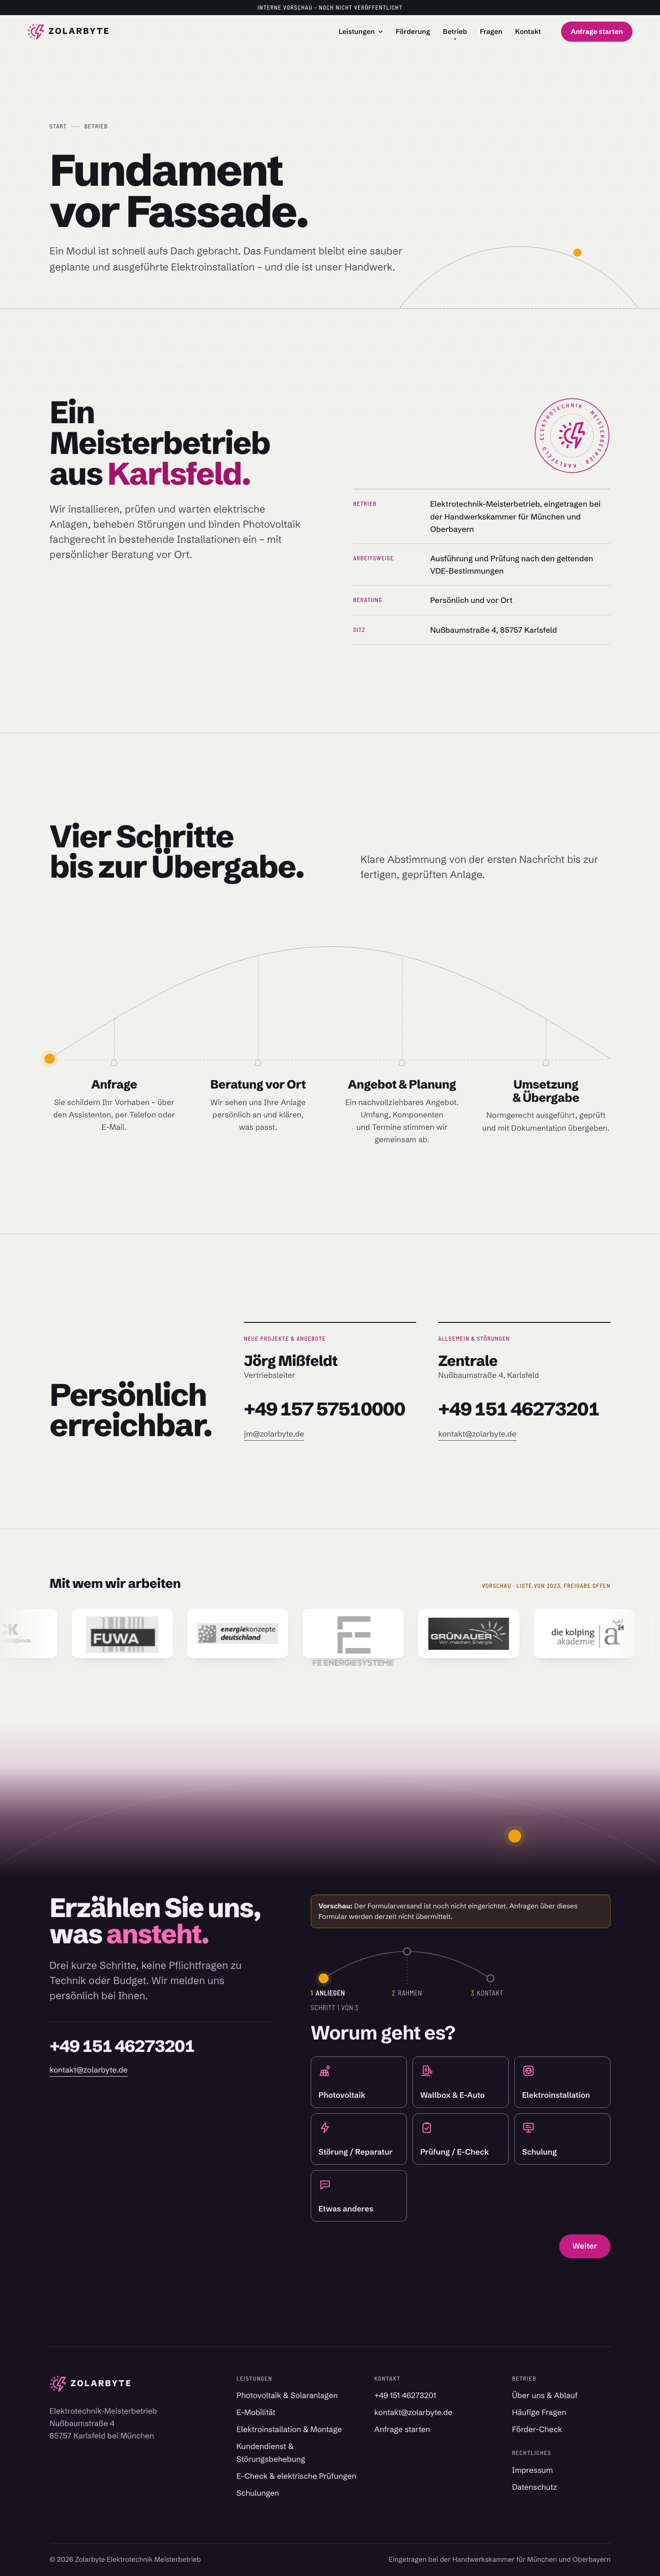 INTERNE VORSCHAU – NOCH NICHT VERÖFFENTLICHT
ZOLARBYTE
Leistungen
Förderung
Betrieb
Fragen
Kontakt
Anfrage starten
START — BETRIEB
Fundament
vor Fassade.
Ein Modul ist schnell aufs Dach gebracht. Das Fundament bleibt eine sauber
geplante und ausgeführte Elektroinstallation – und die ist unser Handwerk.
Ein
Meisterbetrieb
aus Karlsfeld.
Wir installieren, prüfen und warten elektrische
Anlagen, beheben Störungen und binden Photovoltaik
fachgerecht in bestehende Installationen ein – mit
persönlicher Beratung vor Ort.
ELEKTROTECHNIK · MEISTERBETRIEB · KARLSFELD ·
BETRIEB
Elektrotechnik-Meisterbetrieb, eingetragen bei
der Handwerkskammer für München und
Oberbayern
ARBEITSWEISE
Ausführung und Prüfung nach den geltenden
VDE-Bestimmungen
BERATUNG
Persönlich und vor Ort
SITZ
Nußbaumstraße 4, 85757 Karlsfeld
Vier Schritte
bis zur Übergabe.
Klare Abstimmung von der ersten Nachricht bis zur
fertigen, geprüften Anlage.
Anfrage
Sie schildern Ihr Vorhaben – über
den Assistenten, per Telefon oder
E-Mail.
Beratung vor Ort
Wir sehen uns Ihre Anlage
persönlich an und klären,
was passt.
Angebot & Planung
Ein nachvollziehbares Angebot.
Umfang, Komponenten
und Termine stimmen wir
gemeinsam ab.
Umsetzung
& Übergabe
Normgerecht ausgeführt, geprüft
und mit Dokumentation übergeben.
Persönlich
erreichbar.
NEUE PROJEKTE & ANGEBOTE
Jörg Mißfeldt
Vertriebsleiter
+49 157 57510000
jm@zolarbyte.de
ALLGEMEIN & STÖRUNGEN
Zentrale
Nußbaumstraße 4, Karlsfeld
+49 151 46273201
kontakt@zolarbyte.de
Mit wem wir arbeiten
VORSCHAU · LISTE VON 2023, FREIGABE OFFEN
CK
FUWA
energiekonzepte
deutschland
FE ENERGIESYSTEME
GRÜNAUER
Wir machen Energie
die kolping
akademie
a
Erzählen Sie uns,
was ansteht.
Drei kurze Schritte, keine Pflichtfragen zu
Technik oder Budget. Wir melden uns
persönlich bei Ihnen.
+49 151 46273201
kontakt@zolarbyte.de
Vorschau: Der Formularversand ist noch nicht eingerichtet. Anfragen über dieses
Formular werden derzeit nicht übermittelt.
1 ANLIEGEN
2 RAHMEN
3 KONTAKT
SCHRITT 1 VON 3
Worum geht es?
Photovoltaik
Wallbox & E-Auto
Elektroinstallation
Störung / Reparatur
Prüfung / E-Check
Schulung
Etwas anderes
Weiter
ZOLARBYTE
Elektrotechnik-Meisterbetrieb
Nußbaumstraße 4
85757 Karlsfeld bei München
LEISTUNGEN
Photovoltaik & Solaranlagen
E-Mobilität
Elektroinstallation & Montage
Kundendienst &
Störungsbehebung
E-Check & elektrische Prüfungen
Schulungen
KONTAKT
+49 151 46273201
kontakt@zolarbyte.de
Anfrage starten
BETRIEB
Über uns & Ablauf
Häufige Fragen
Förder-Check
RECHTLICHES
Impressum
Datenschutz
© 2026 Zolarbyte Elektrotechnik Meisterbetrieb
Eingetragen bei der Handwerkskammer für München und Oberbayern